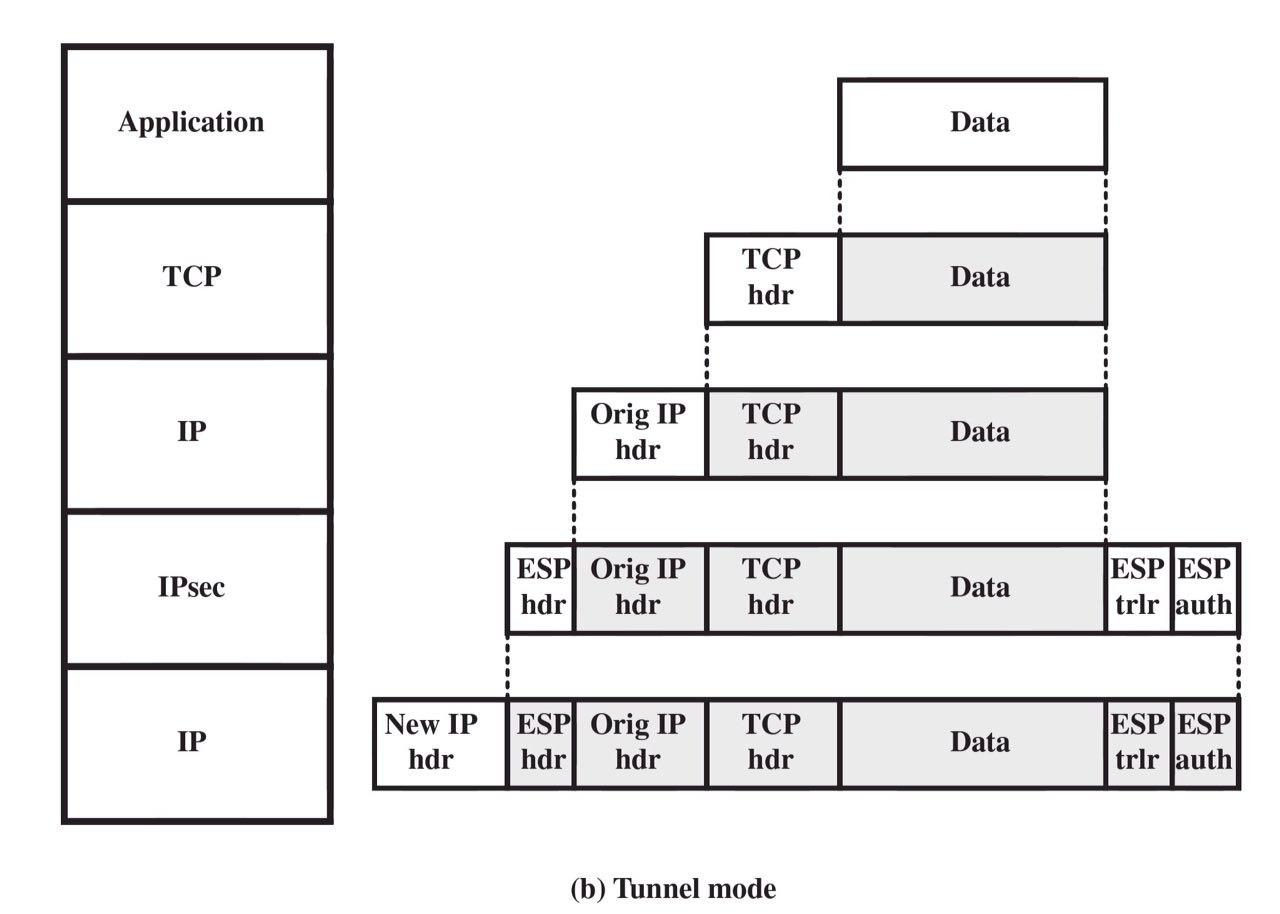 Application
Data
TCP
TCP
hdr
Data
IP
Orig IP
hdr
TCP
hdr
Data
IPsec
ESP
hdr
Orig IP
hdr
TCP
hdr
Data
ESP
trlr
ESP
auth
IP
New IP
hdr
ESP
hdr
Orig IP
hdr
TCP
hdr
Data
ESP
trlr
ESP
auth
(b) Tunnel mode